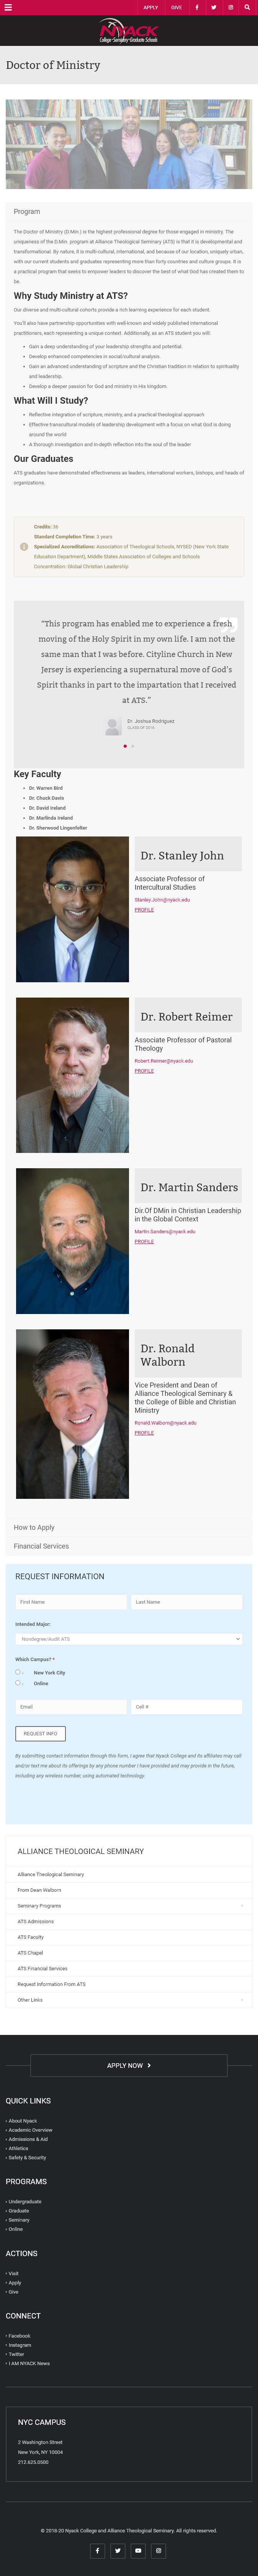 APPLY
GIVE
NYACK
College·Seminary·Graduate Schools
Doctor of Ministry
Program
The Doctor of Ministry (D.Min.) is the highest professional degree for those engaged in ministry. The
uniqueness of the D.Min. program at Alliance Theological Seminary (ATS) is that it is developmental and
transformational. By nature, it is multi-cultural, international, and because of our location, uniquely urban,
with our current students and graduates representing more than forty countries and culture groups. It is
a practical program that seeks to empower leaders to discover the best of what God has created them to
be.
Why Study Ministry at ATS?
Our diverse and multi-cultural cohorts provide a rich learning experience for each student.
You'll also have partnership opportunities with well-known and widely published international
practitioners, each representing a unique context. Additionally, as an ATS student you will:
Gain a deep understanding of your leadership strengths and potential.
Develop enhanced competencies in social/cultural analysis
Gain an advanced understanding of scripture and the Christian tradition in relation to spirituality
and leadership.
Develop a deeper passion for God and ministry in His kingdom.
What Will I Study?
Reflective integration of scripture, ministry, and a practical theological approach
Effective transcultural models of leadership development with a focus on what God is doing
around the world
A thorough investigation and in-depth reflection into the soul of the leader
Our Graduates
ATS graduates have demonstrated effectiveness as leaders, international workers, bishops, and heads of
organizations.
Credits: 36
Standard Completion Time: 3 years
Specialized Accreditations: Association of Theological Schools, NYSED (New York State
Education Department), Middle States Association of Colleges and Schools
Concentration: Global Christian Leadership
"This program has enabled me to experience a fresh
moving of the Holy Spirit in my own life. I am not the
same man that I was before. Cityline Church in New
Jersey is experiencing a supernatural move of God's
Spirit thanks in part to the impartation that I received
at ATS."
Dr. Joshua Rodriguez
CLASS OF 2014
Key Faculty
Dr. Warren Bird
Dr. Chuck Davis
Dr. David Ireland
Dr. Marlinda Ireland
Dr. Sherwood Lingenfelter
Dr. Stanley John
Associate Professor of
Intercultural Studies
Stanley.John@nyack.edu
PROFILE
Dr. Robert Reimer
Associate Professor of Pastoral
Theology
Robert.Reimer@nyack.edu
PROFILE
Dr. Martin Sanders
Dir.Of DMin in Christian Leadership
in the Global Context
Martin.Sanders@nyack.edu
PROFILE
Dr. Ronald
Walborn
Vice President and Dean of
Alliance Theological Seminary &
the College of Bible and Christian
Ministry
Ronald.Walborn@nyack.edu
PROFILE
How to Apply
Financial Services
REQUEST INFORMATION
First Name
Last Name
Intended Major:
Nondegree/Audit ATS
Which Campus? *
New York City
Online
Email
Cell #
REQUEST INFO
By submitting contact information through this form, I agree that Nyack College and its affiliates may call
and/or text me about its offerings by any phone number I have provided and may provide in the future,
including any wireless number, using automated technology.
ALLIANCE THEOLOGICAL SEMINARY
Alliance Theological Seminary
From Dean Walborn
Seminary Programs
ATS Admissions
ATS Faculty
ATS Chapel
ATS Financial Services
Request Information From ATS
Other Links
APPLY NOW
QUICK LINKS
About Nyack
Academic Overview
Admissions & Aid
Athletics
Safety & Security
PROGRAMS
Undergraduate
Graduate
Seminary
Online
ACTIONS
Visit
Apply
Give
CONNECT
Facebook
Instagram
Twitter
I AM NYACK News
NYC CAMPUS
2 Washington Street
New York, NY 10004
212.625.0500
© 2018-20 Nyack College and Alliance Theological Seminary. All rights reserved.